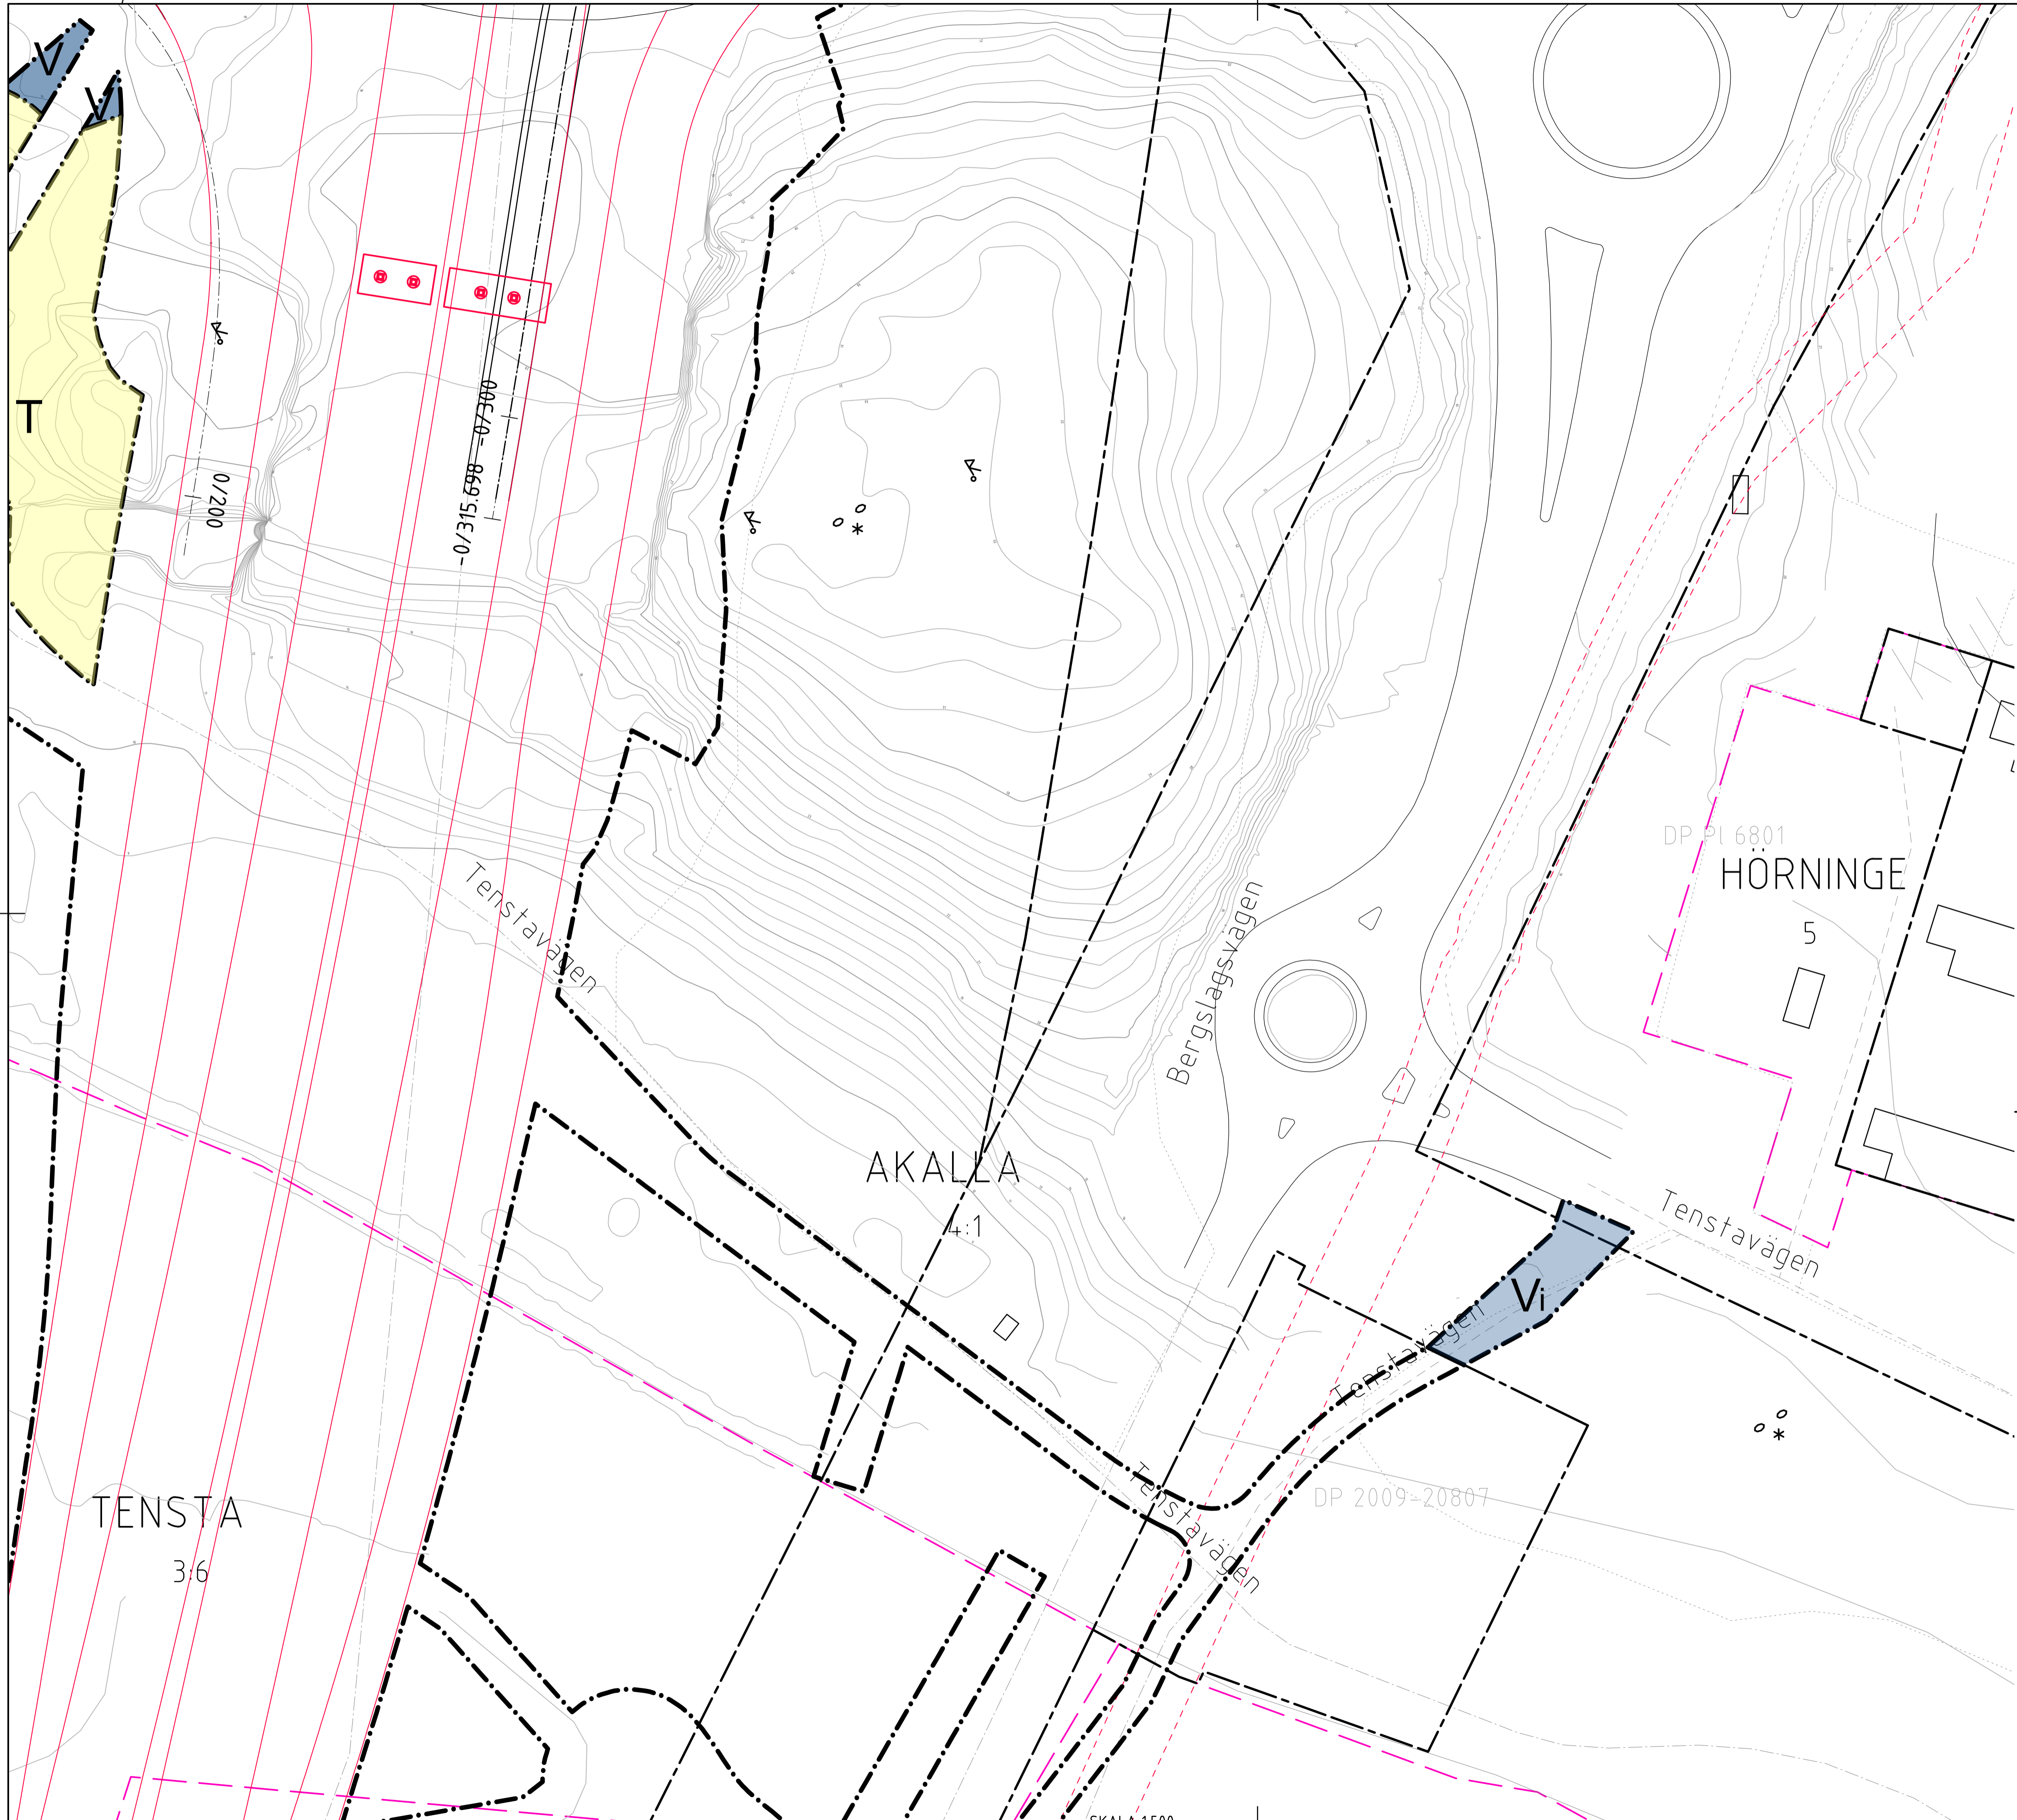 V
V
T
0/200
-0/300
-0/315.698
Tenstavägen
Bergslagsvägen
DP Pl 6801
HÖRNINGE
5
AKALLA
4:1
Tenstavägen
Vi
Tenstavägen
DP 2009-20807
Tenstavägen
TENSTA
3:6